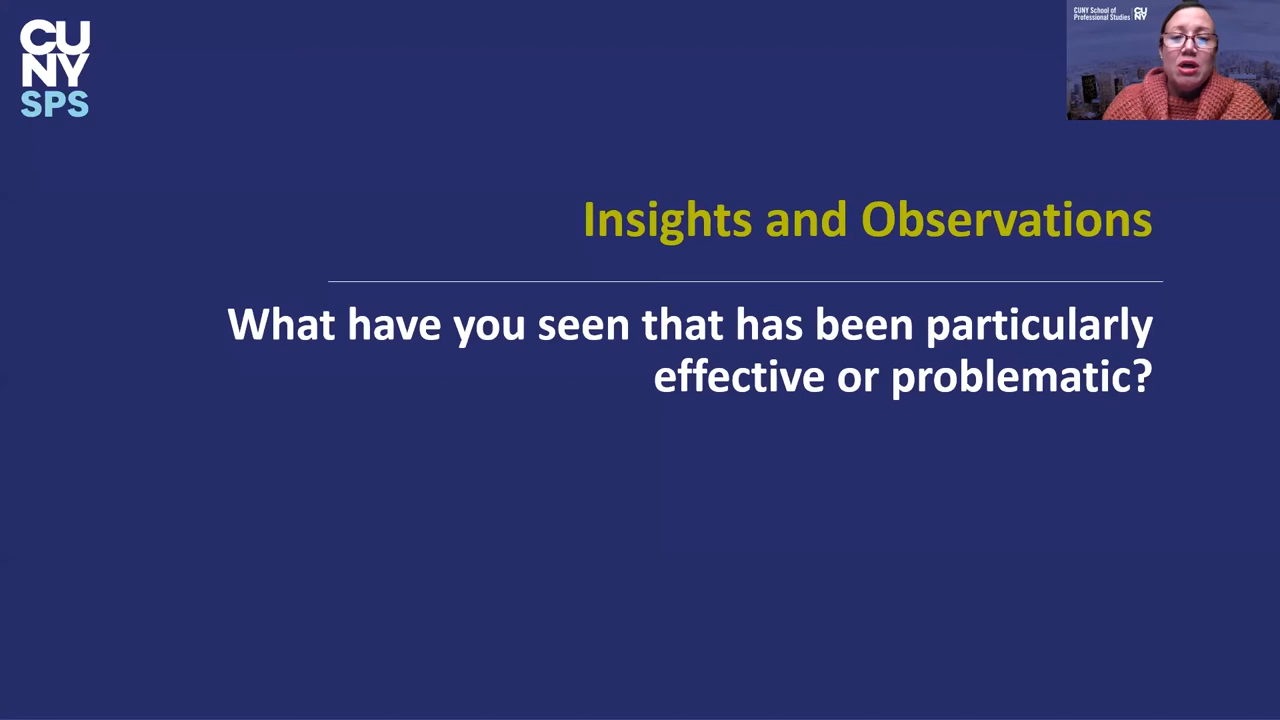 CU
NY
SPS
CUNY School of
Professional Studies
CU
NY
Insights and Observations
What have you seen that has been particularly
effective or problematic?